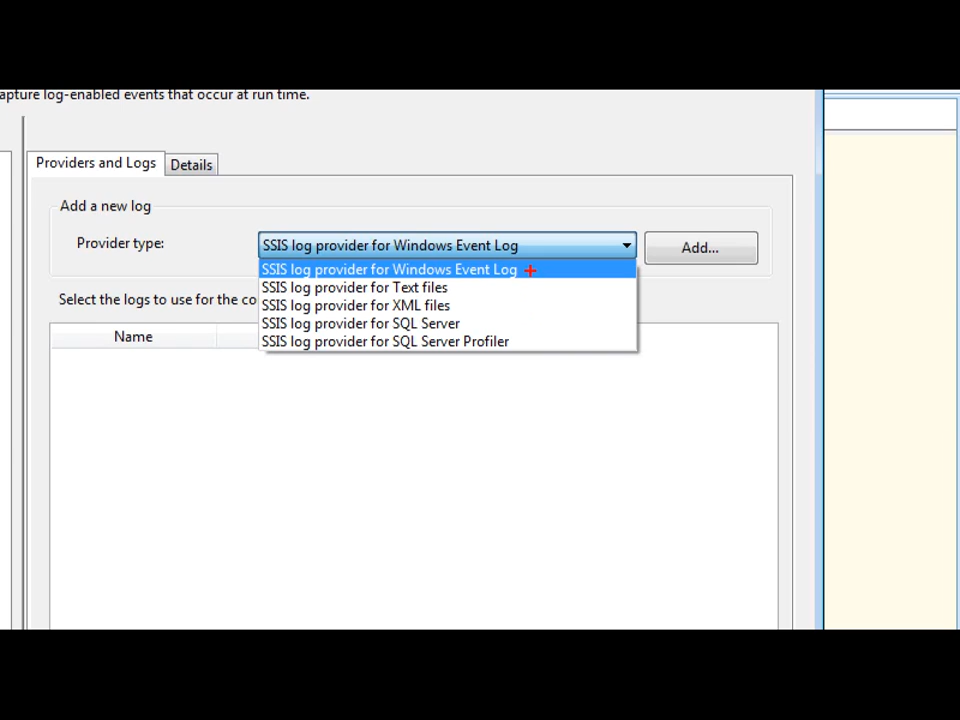 apture log-enabled events that occur at run time.
Providers and Logs Details
Add a new log
Provider type: SSIS log provider for Windows Event Log Add...
SSIS log provider for Windows Event Log
SSIS log provider for Text files
Select the logs to use for the co
SSIS log provider for XML files
SSIS log provider for SQL Server
Name
SSIS log provider for SQL Server Profiler